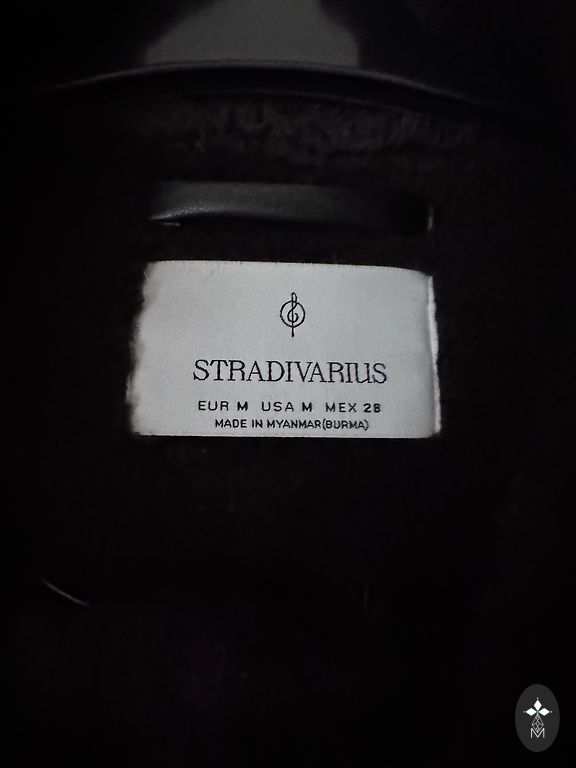 STRADIVARIUS
EUR M USA M MEX 28
MADE IN MYANMAR(BURMA)
M